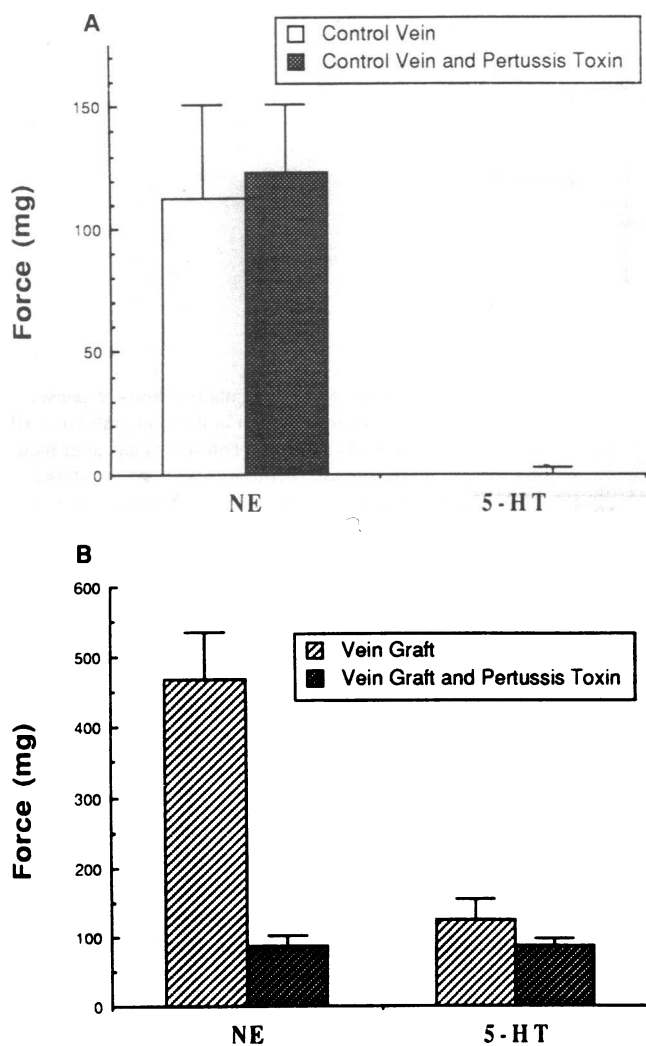 A
Control Vein
Control Vein and Pertussis Toxin
Force (mg)
150
100
50
0
NE
5-HT
B
Vein Graft
Vein Graft and Pertussis Toxin
Force (mg)
600
500
450
400
300
200
100
0
NE
5-HT